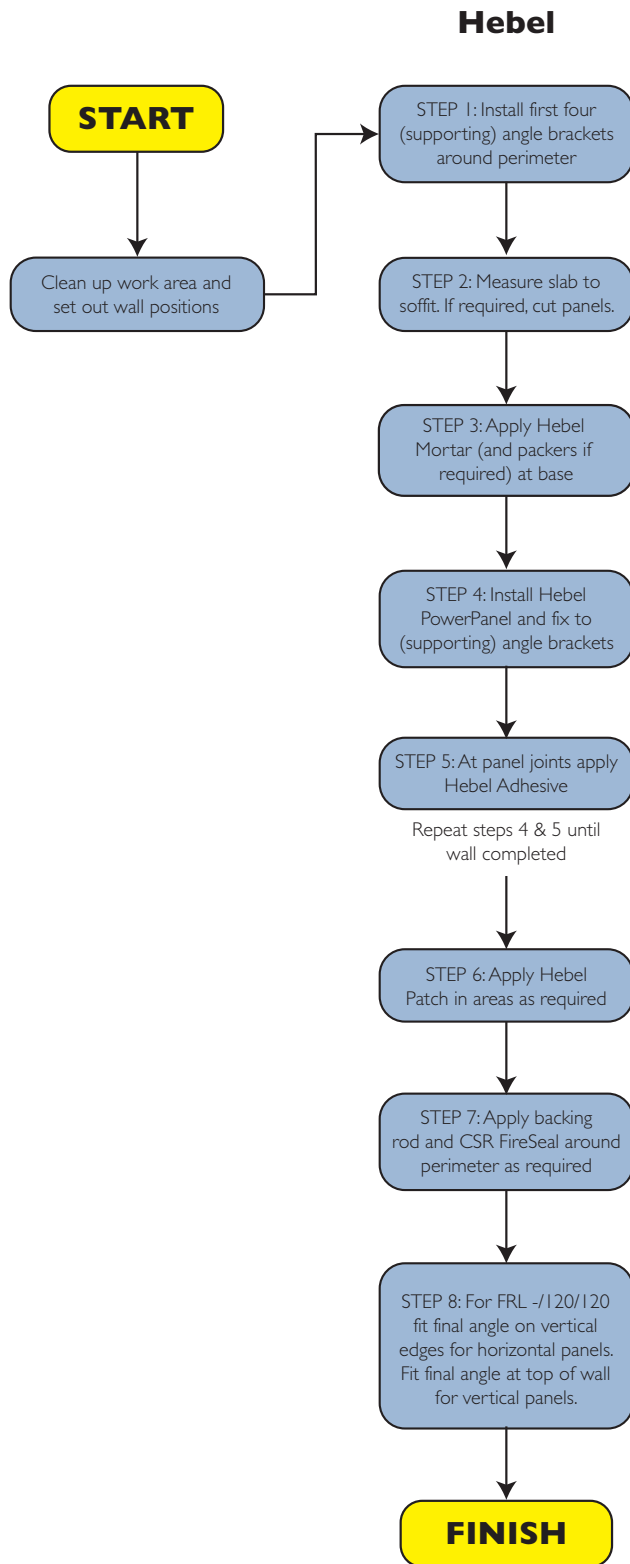 Hebel
START
Clean up work area and
set out wall positions
STEP 1: Install first four
(supporting) angle brackets
around perimeter
STEP 2: Measure slab to
soffit. If required, cut panels.
STEP 3: Apply Hebel
Mortar (and packers if
required) at base
STEP 4: Install Hebel
PowerPanel and fix to
(supporting) angle brackets
STEP 5: At panel joints apply
Hebel Adhesive
Repeat steps 4 & 5 until
wall completed
STEP 6: Apply Hebel
Patch in areas as required
STEP 7: Apply backing
rod and CSR FireSeal around
perimeter as required
STEP 8: For FRL -/120/120
fit final angle on vertical
edges for horizontal panels.
Fit final angle at top of wall
for vertical panels.
FINISH